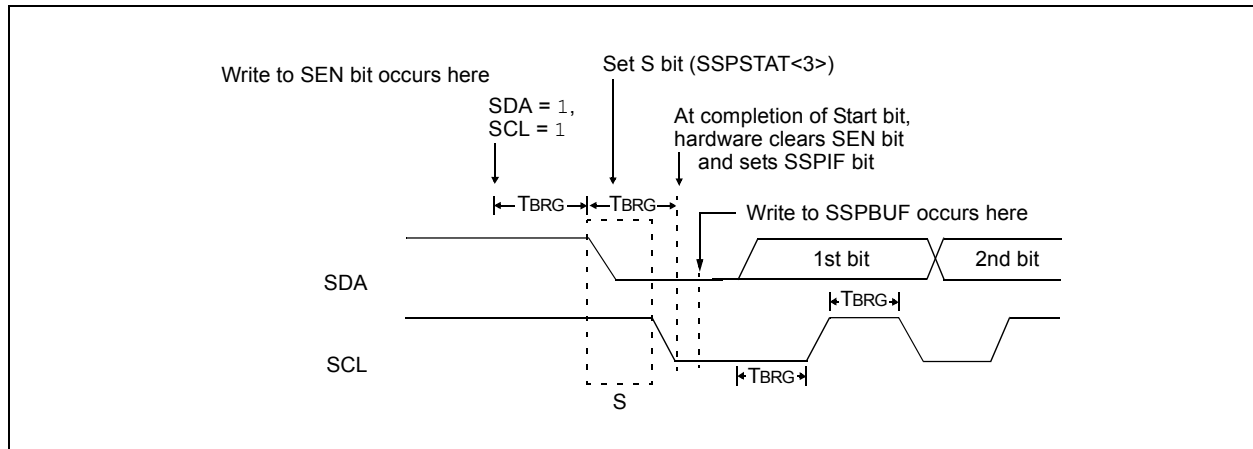 Write to SEN bit occurs here
Set S bit (SSPSTAT<3>)
SDA = 1,
SCL = 1
At completion of Start bit,
hardware clears SEN bit
and sets SSPIF bit
TBRG
TBRG
Write to SSPBUF occurs here
SDA
1st bit
2nd bit
TBRG
SCL
TBRG
S